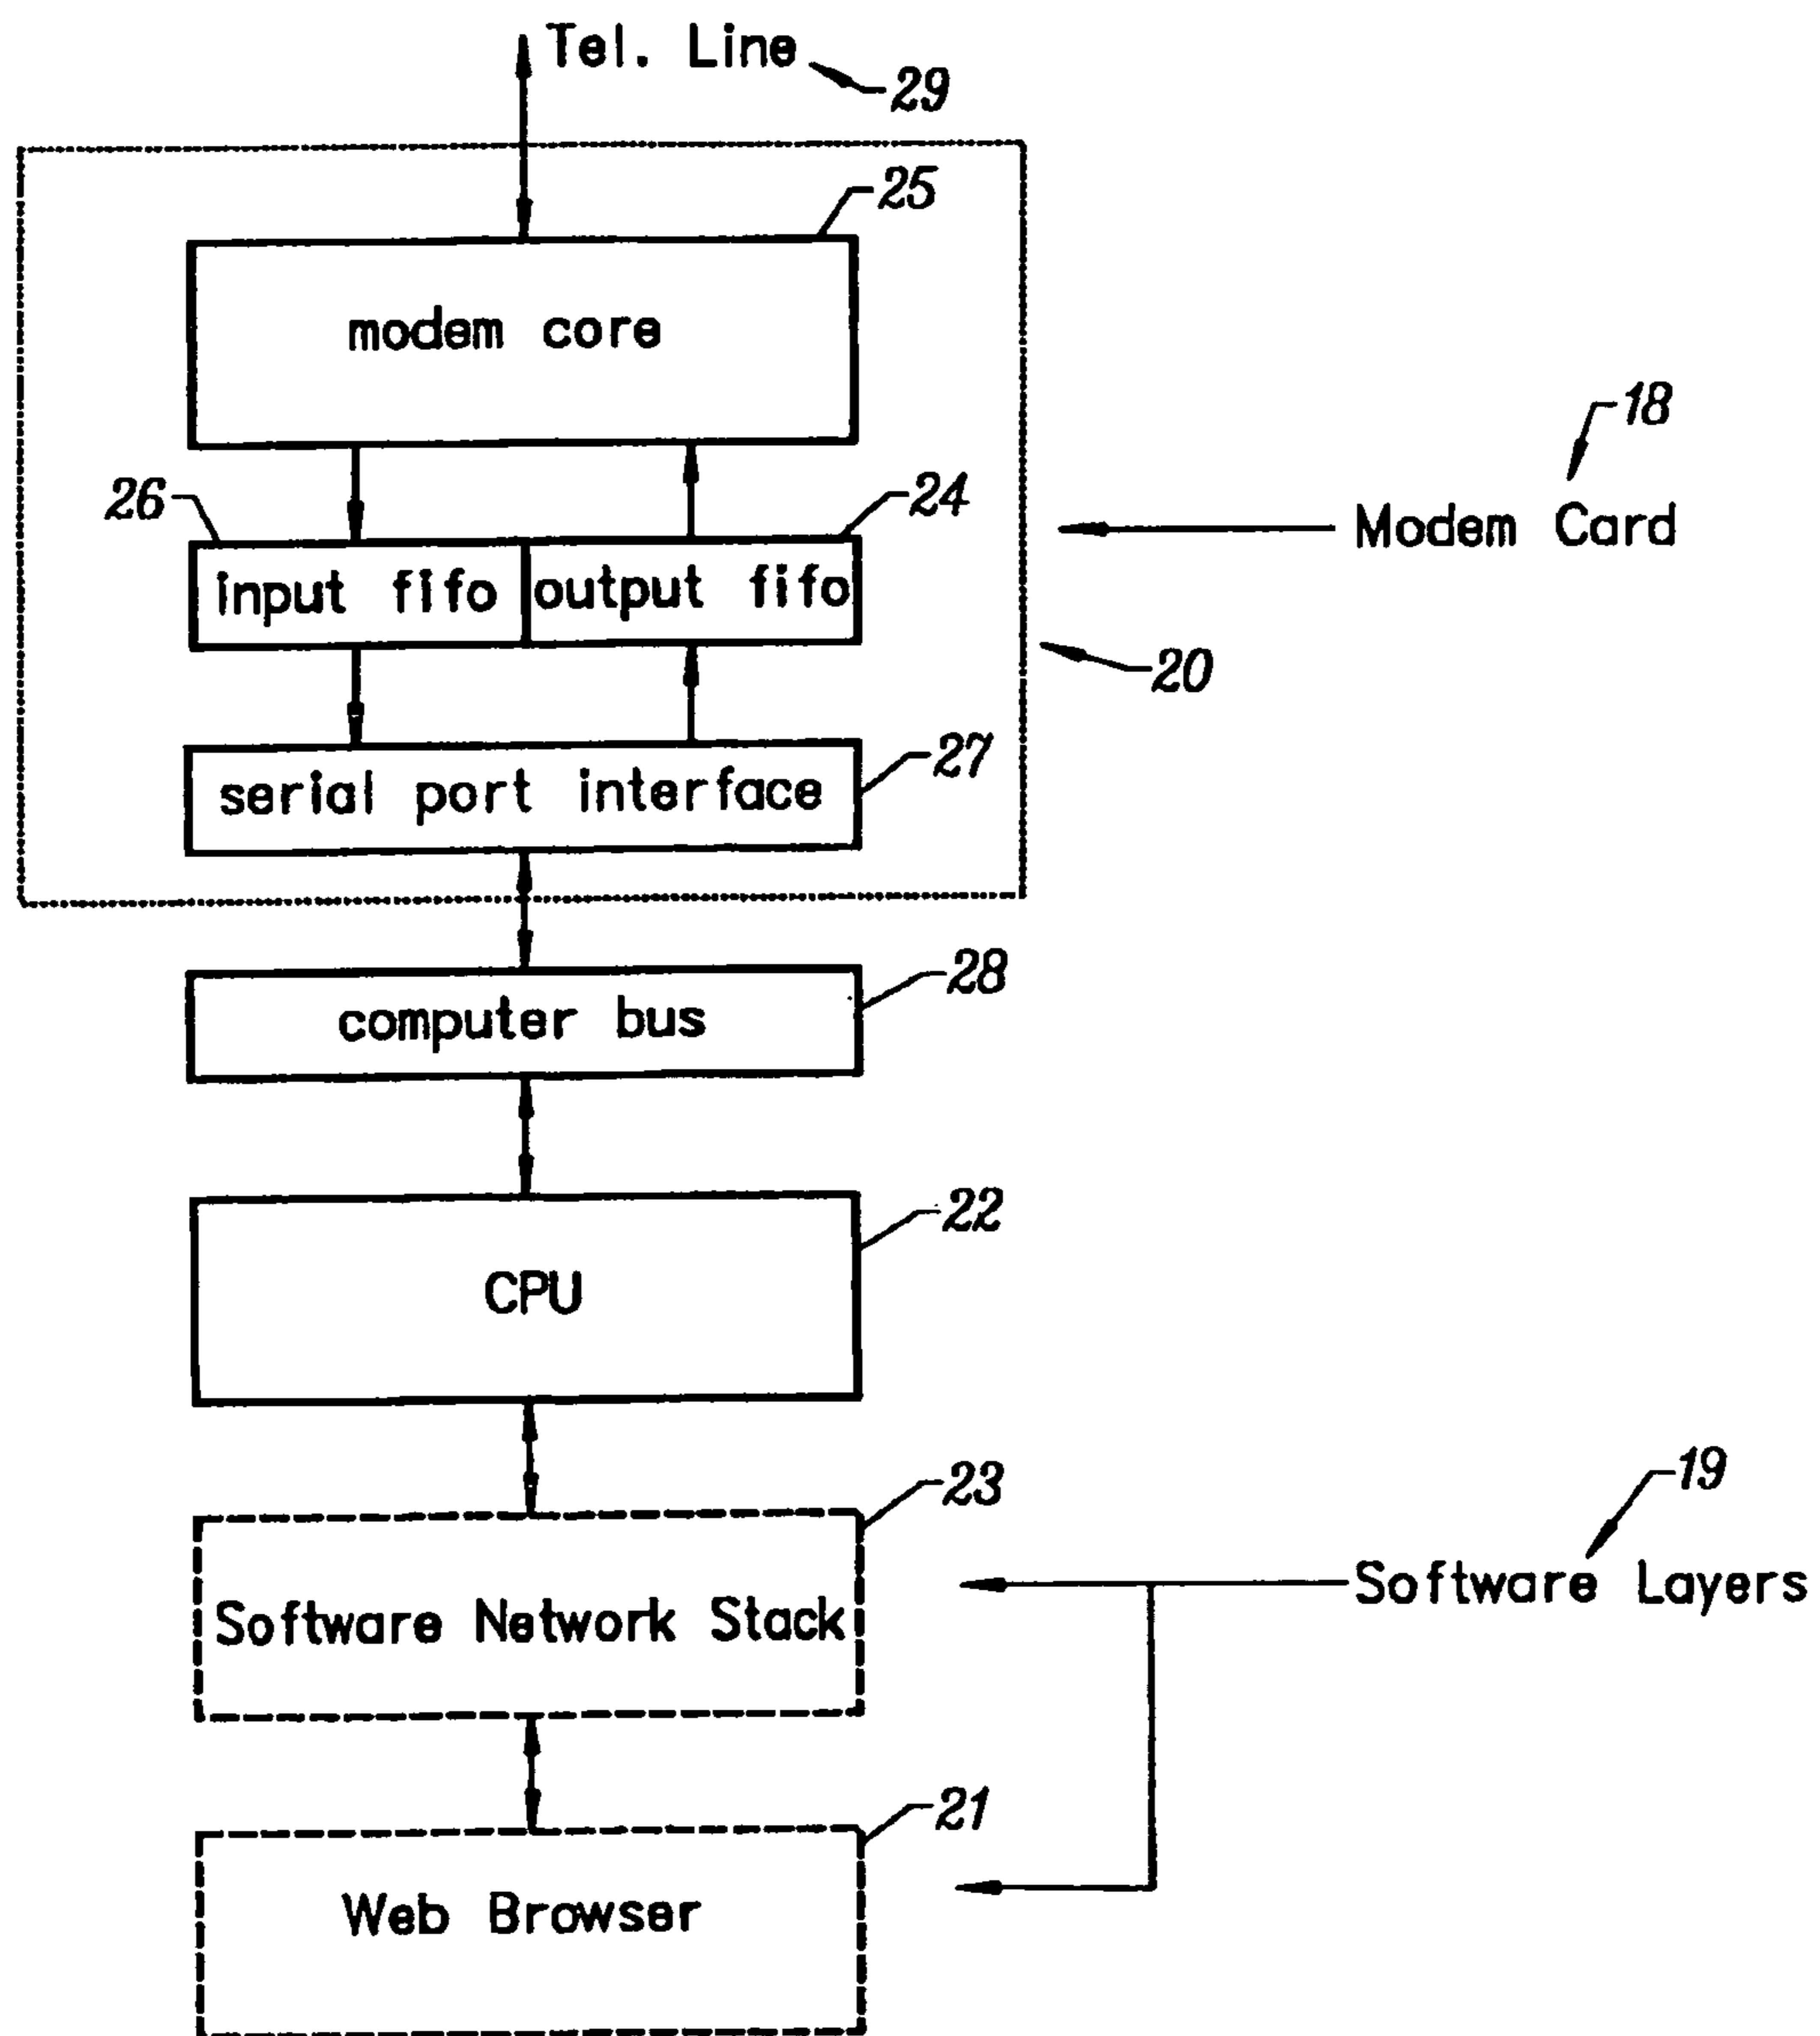 Tel. Line
29
25
modem core
18
26
24
Modem Card
input fifo
output fifo
20
27
serial port interface
28
computer bus
22
CPU
23
19
Software Layers
Software Network Stack
21
Web Browser